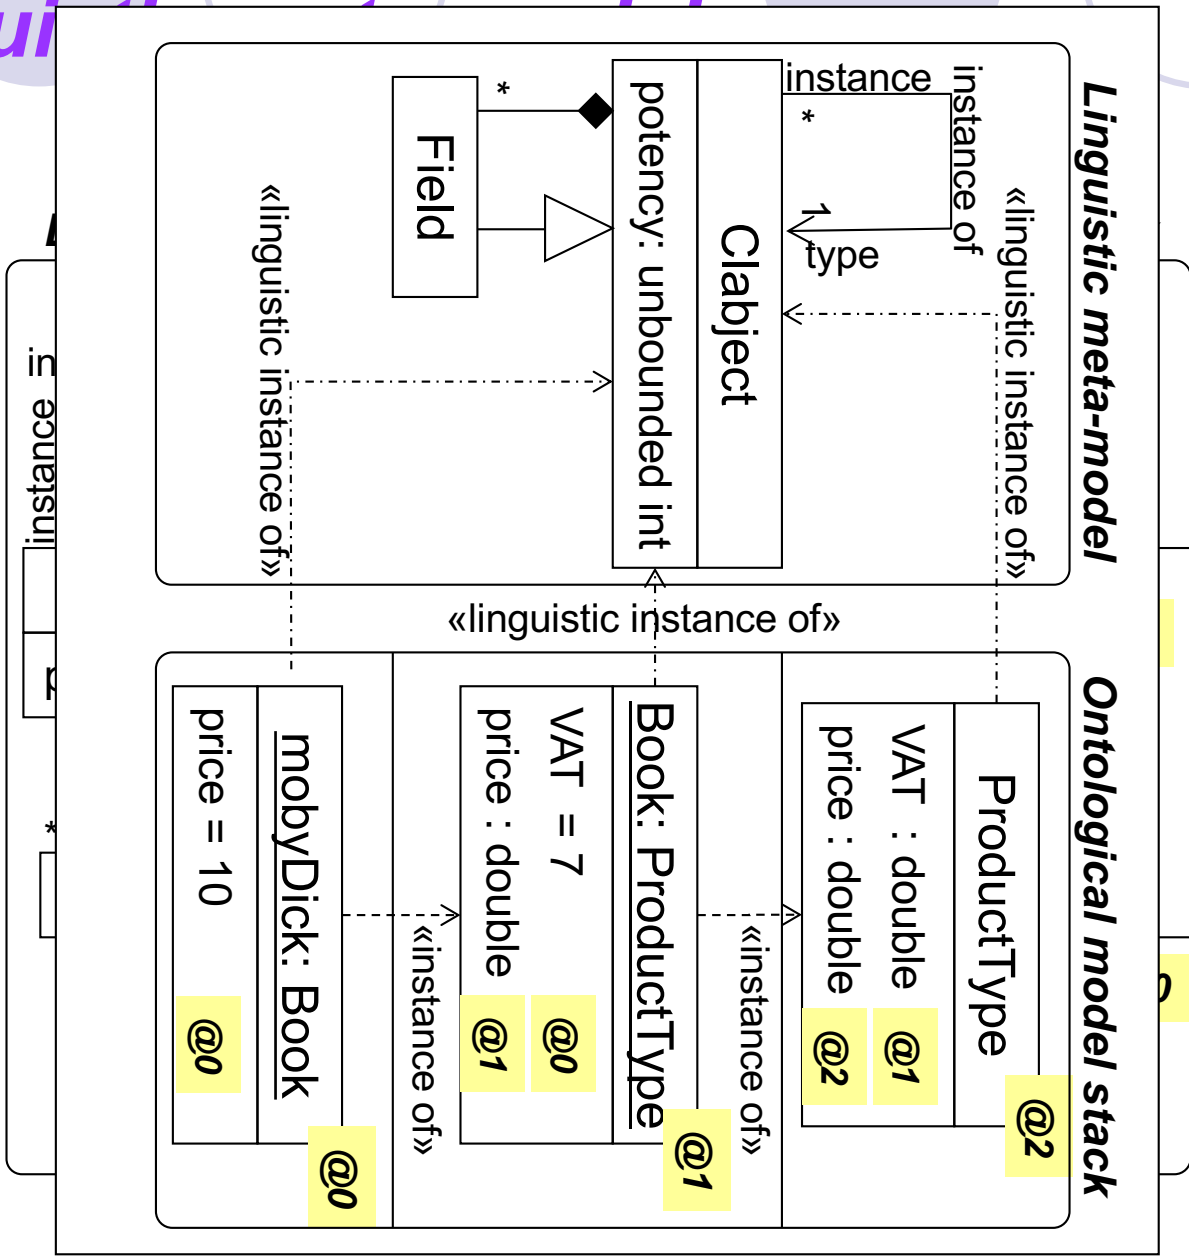 Linguistic meta-model
instance of
instance
*
1
type
«linguistic instance of»
Clabject
potency: unbounded int
*
Field
«linguistic instance of»
«linguistic instance of»
Ontological model stack
ProductType
@2
VAT : double
@1
price : double
@2
«instance of»
Book: ProductType
@1
VAT = 7
@0
price : double
@1
«instance of»
mobyDick: Book
@0
price = 10
@0
in
instance
*